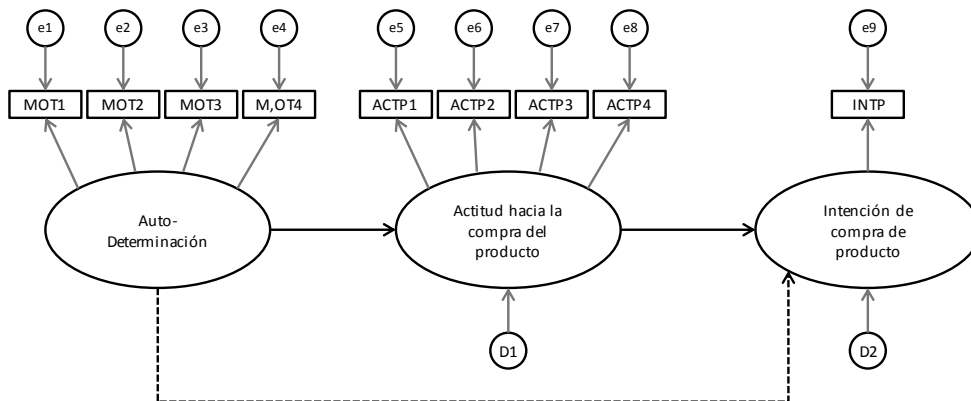 e1 e2 e3 e4 e5 e6 e7 e8 e9
MOT1 MOT2 MOT3 M,OT4 ACTP1 ACTP2 ACTP3 ACTP4 INTP
Auto-
Determinación
Actitud hacia la
compra del
producto
Intención de
compra de
producto
D1 D2